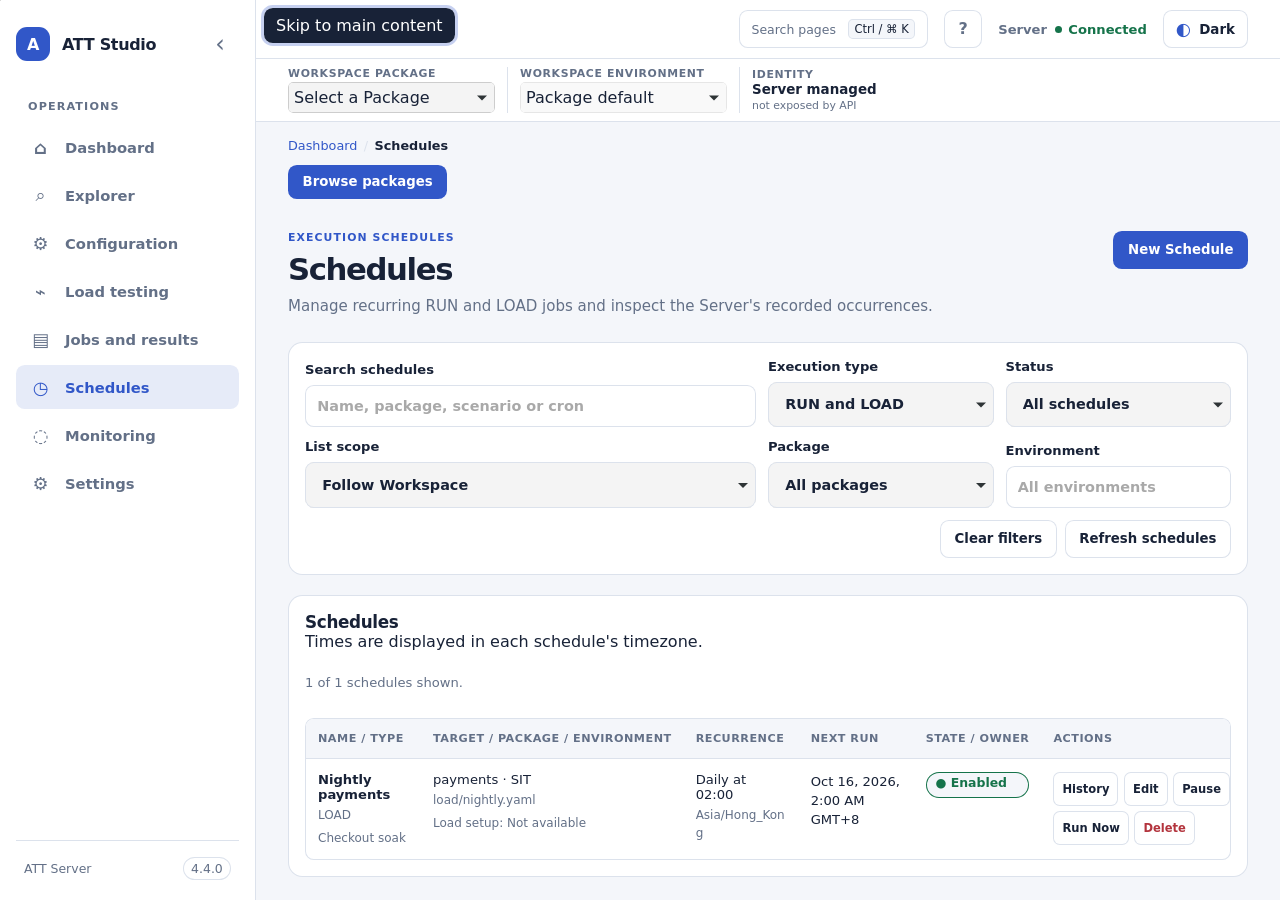 A ATT Studio
OPERATIONS
Dashboard
Explorer
Configuration
Load testing
Jobs and results
Schedules
Monitoring
Settings
ATT Server 4.4.0
Skip to main content
Search pages Ctrl / ⌘ K
?
Server Connected
Dark
WORKSPACE PACKAGE
Select a Package
WORKSPACE ENVIRONMENT
Package default
IDENTITY
Server managed
not exposed by API
Dashboard / Schedules
Browse packages
EXECUTION SCHEDULES
Schedules
Manage recurring RUN and LOAD jobs and inspect the Server's recorded occurrences.
New Schedule
Search schedules
Name, package, scenario or cron
Execution type
RUN and LOAD
Status
All schedules
List scope
Follow Workspace
Package
All packages
Environment
All environments
Clear filters
Refresh schedules
Schedules
Times are displayed in each schedule's timezone.
1 of 1 schedules shown.
NAME / TYPE TARGET / PACKAGE / ENVIRONMENT RECURRENCE NEXT RUN STATE / OWNER ACTIONS
Nightly
payments
LOAD
Checkout soak
payments · SIT
load/nightly.yaml
Load setup: Not available
Daily at
02:00
Asia/Hong_Kon
g
Oct 16, 2026,
2:00 AM
GMT+8
Enabled
History Edit Pause
Run Now Delete